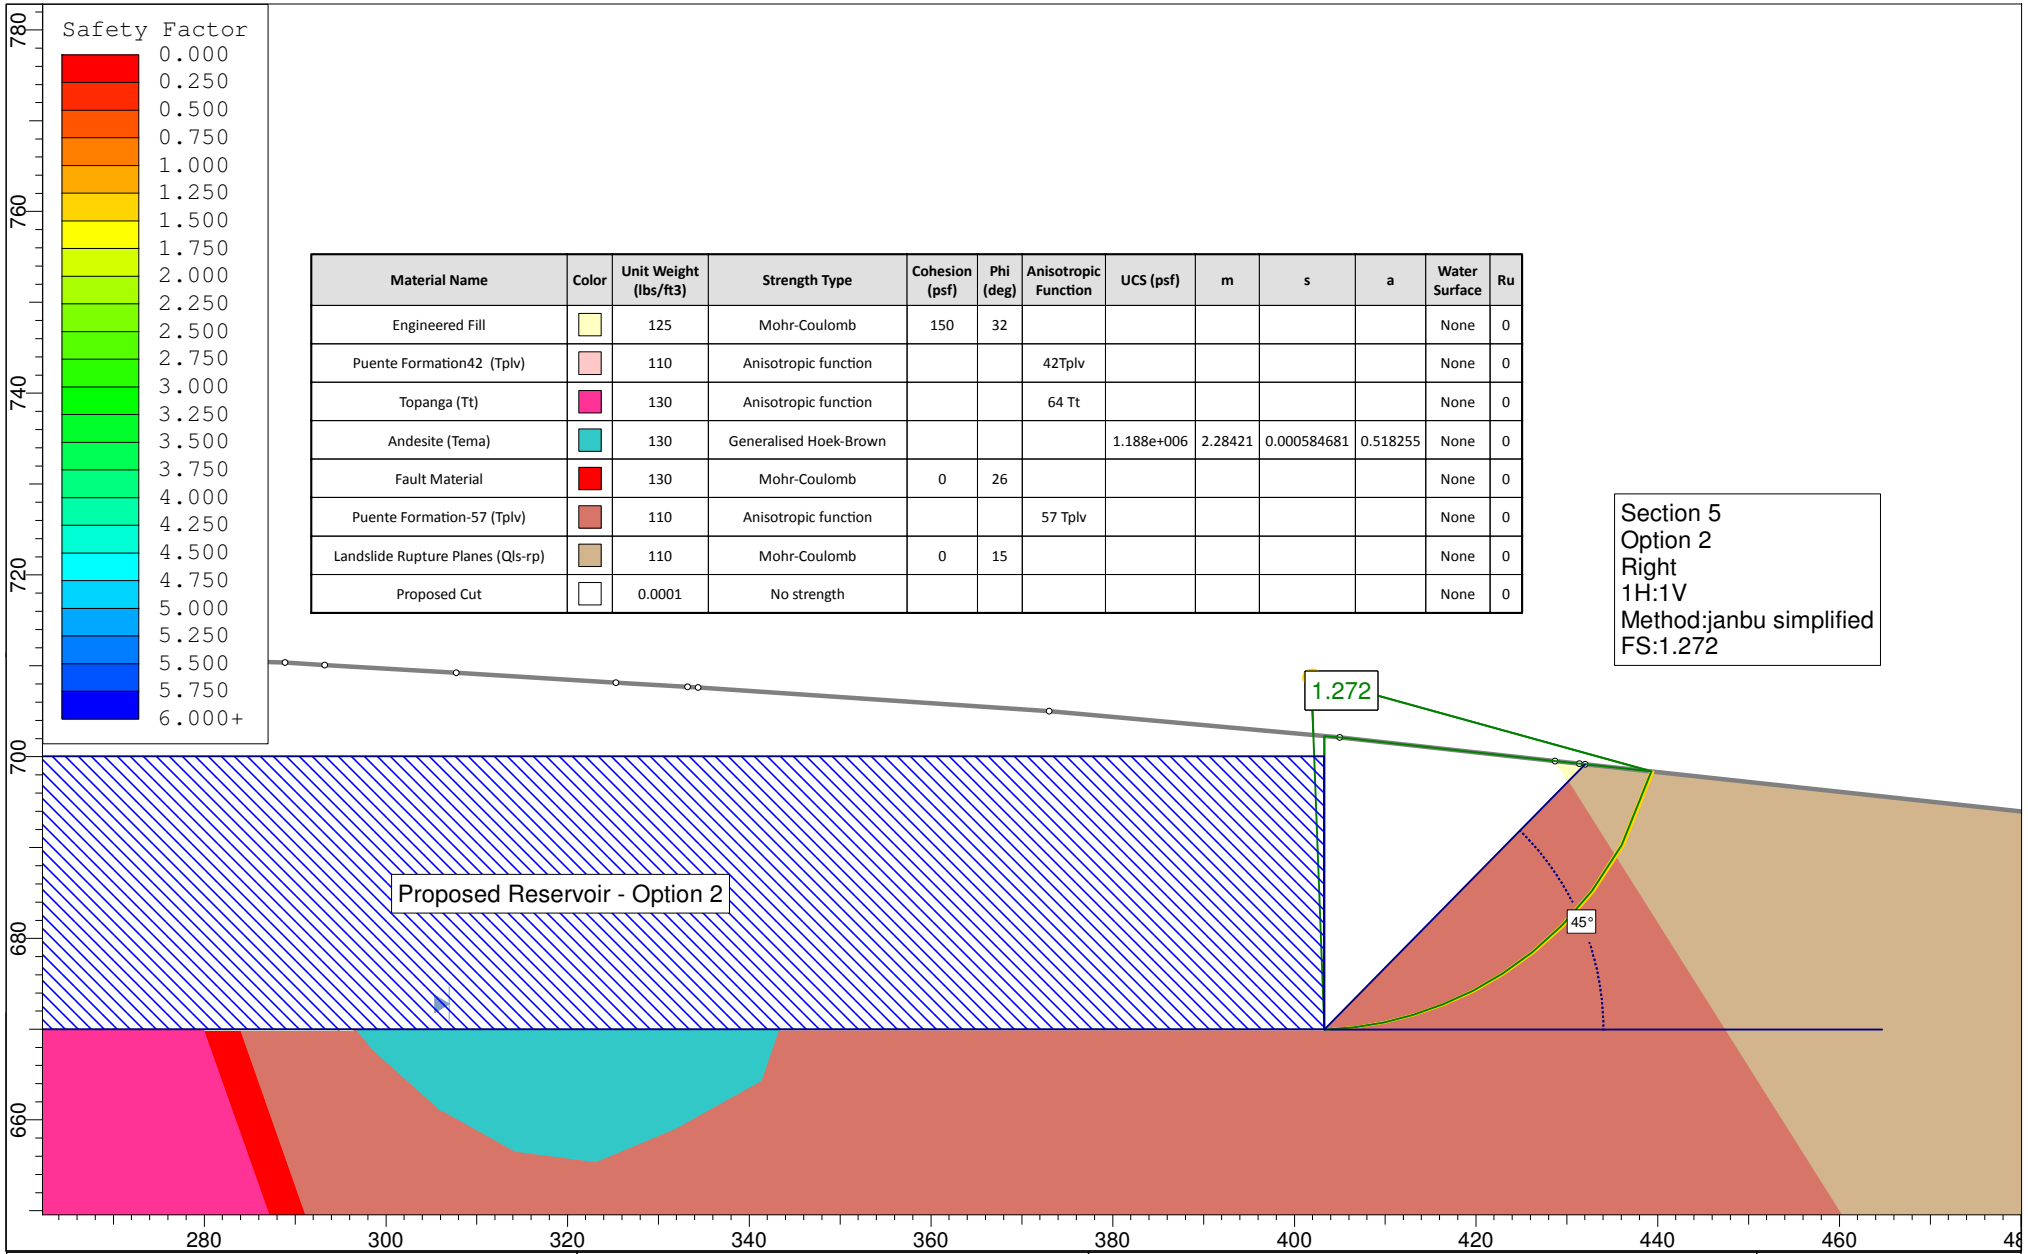 Safety Factor
0.000
0.250
0.500
0.750
1.000
1.250
1.500
1.750
2.000
2.250
2.500
2.750
3.000
3.250
3.500
3.750
4.000
4.250
4.500
4.750
5.000
5.250
5.500
5.750
6.000+
Material Name Color Unit Weight (lbs/ft3) Strength Type Cohesion (psf) Phi (deg) Anisotropic Function UCS (psf) m s a Water Surface Ru
Engineered Fill 125 Mohr-Coulomb 150 32 None 0
Puente Formation42 (Tplv) 110 Anisotropic function 42Tplv None 0
Topanga (Tt) 130 Anisotropic function 64 Tt None 0
Andesite (Tema) 130 Generalised Hoek-Brown 1.188e+006 2.28421 0.000584681 0.518255 None 0
Fault Material 130 Mohr-Coulomb 0 26 None 0
Puente Formation-57 (Tplv) 110 Anisotropic function 57 Tplv None 0
Landslide Rupture Planes (Qls-rp) 110 Mohr-Coulomb 0 15 None 0
Proposed Cut 0.0001 No strength None 0
Section 5
Option 2
Right
1H:1V
Method:janbu simplified
FS:1.272
1.272
Proposed Reservoir - Option 2
45°
780
760
740
720
700
680
660
280 300 320 340 360 380 400 420 440 460 48